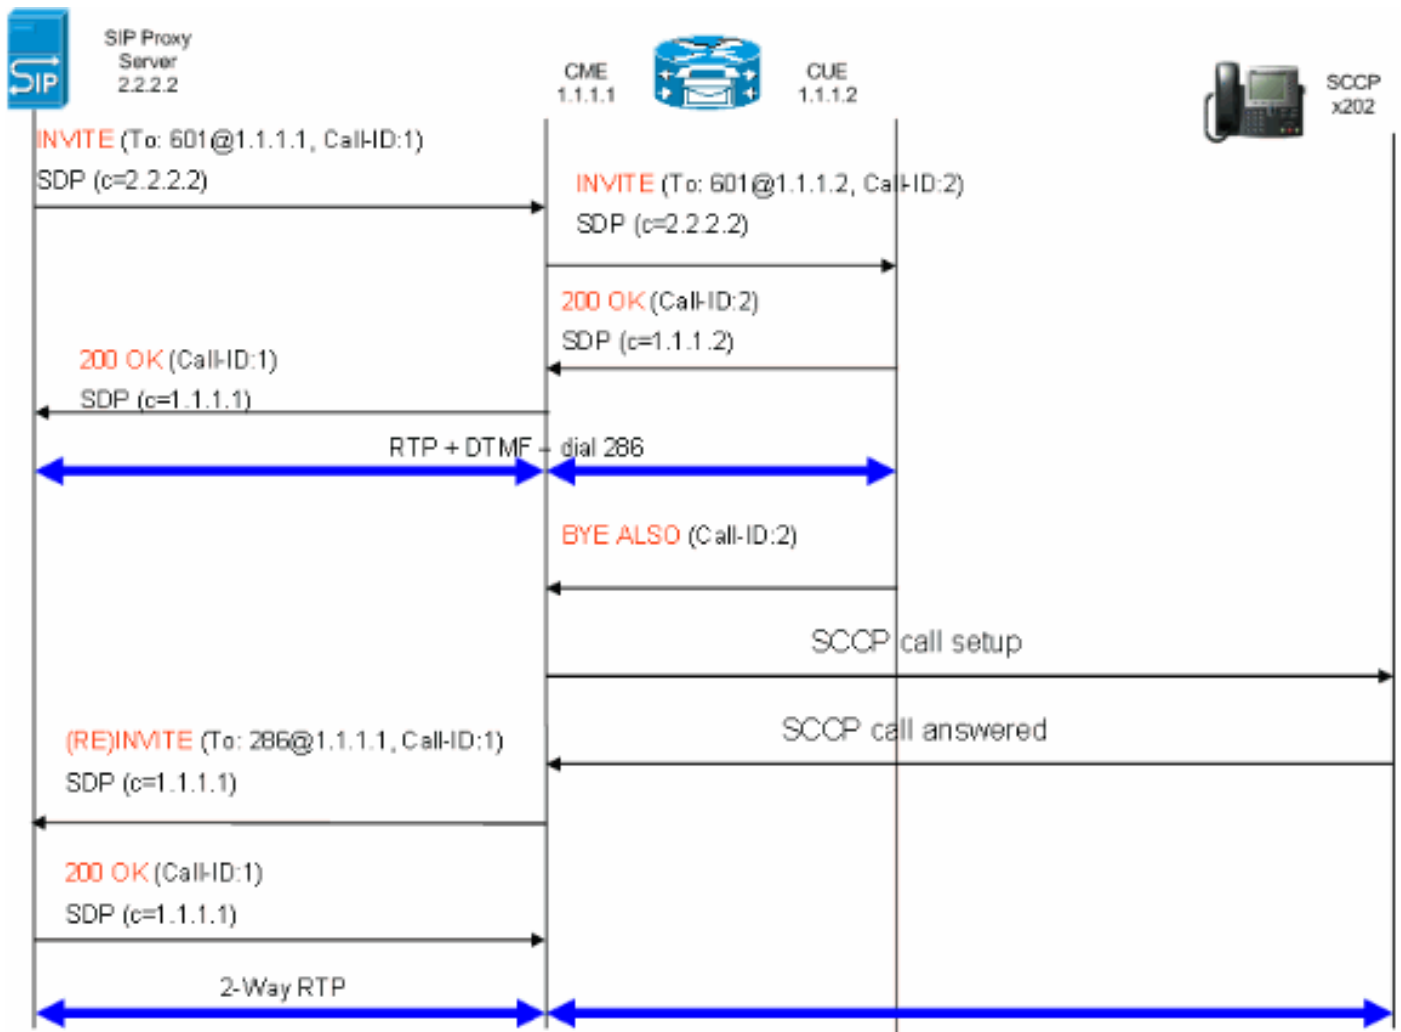 SIP
SIP Proxy
Server
2.2.2.2
CME
1.1.1.1
CUE
1.1.1.2
SCCP
x202
INVITE (To: 601@1.1.1.1, Call-ID:1)
SDP (c=2.2.2.2)
INVITE (To: 601@1.1.1.2, Call-ID:2)
SDP (c=2.2.2.2)
200 OK (Call-ID:2)
SDP (c=1.1.1.2)
200 OK (Call-ID:1)
SDP (c=1.1.1.1)
RTP + DTMF – dial 286
BYE ALSO (Call-ID:2)
SCCP call setup
SCCP call answered
(RE)INVITE (To: 286@1.1.1.1, Call-ID:1)
SDP (c=1.1.1.1)
200 OK (Call-ID:1)
SDP (c=1.1.1.1)
2-Way RTP